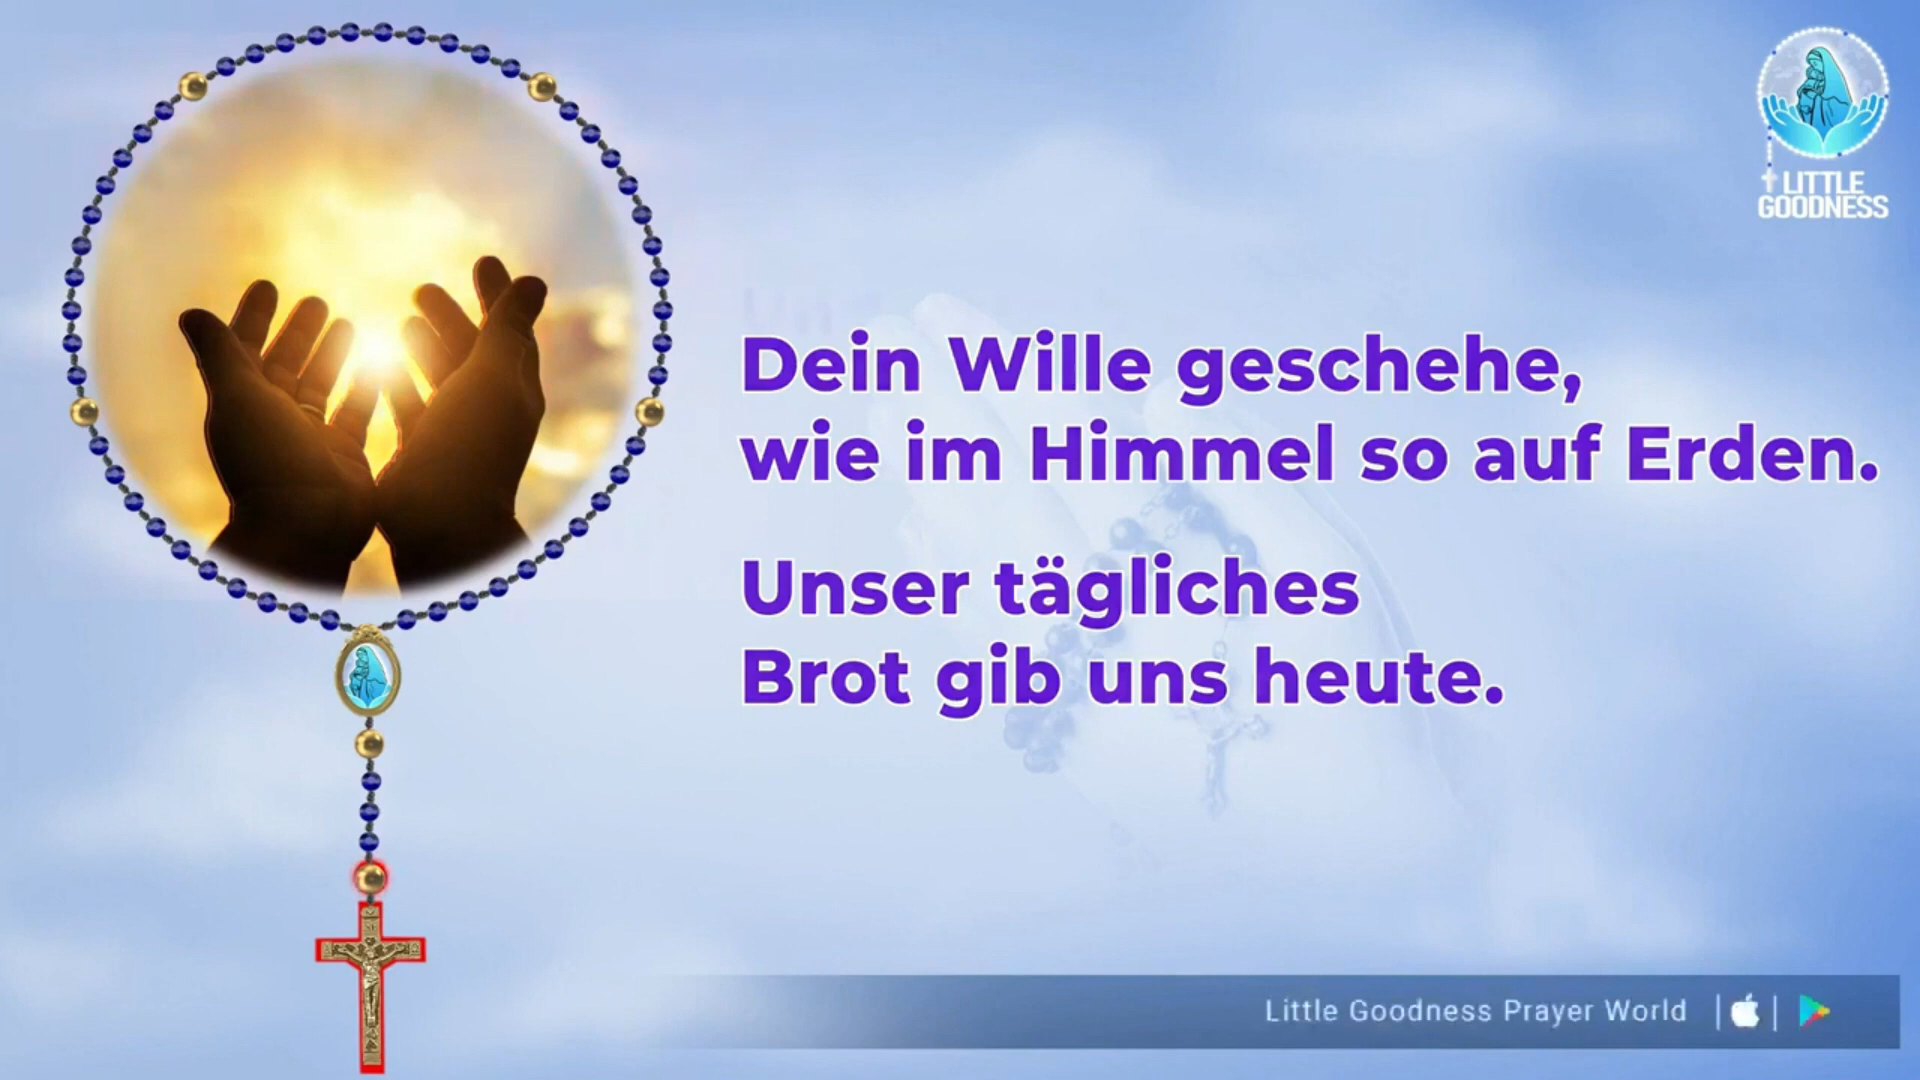 LITTLE
GOODNESS
Dein Wille geschehe,
wie im Himmel so auf Erden.
Unser tägliches
Brot gib uns heute.
Little Goodness Prayer World